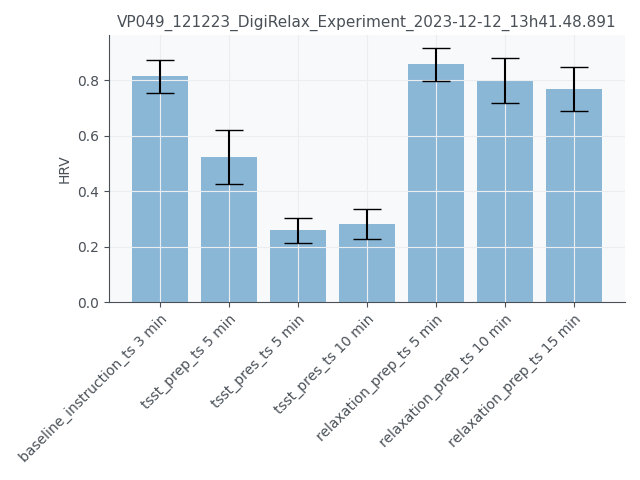 VP049_121223_DigiRelax_Experiment_2023-12-12_13h41.48.891
HRV
0.8
0.6
0.4
0.2
0.0
baseline_instruction_ts 3 min
tsst_prep_ts 5 min
tsst_pres_ts 5 min
tsst_pres_ts 10 min
relaxation_prep_ts 5 min
relaxation_prep_ts 10 min
relaxation_prep_ts 15 min